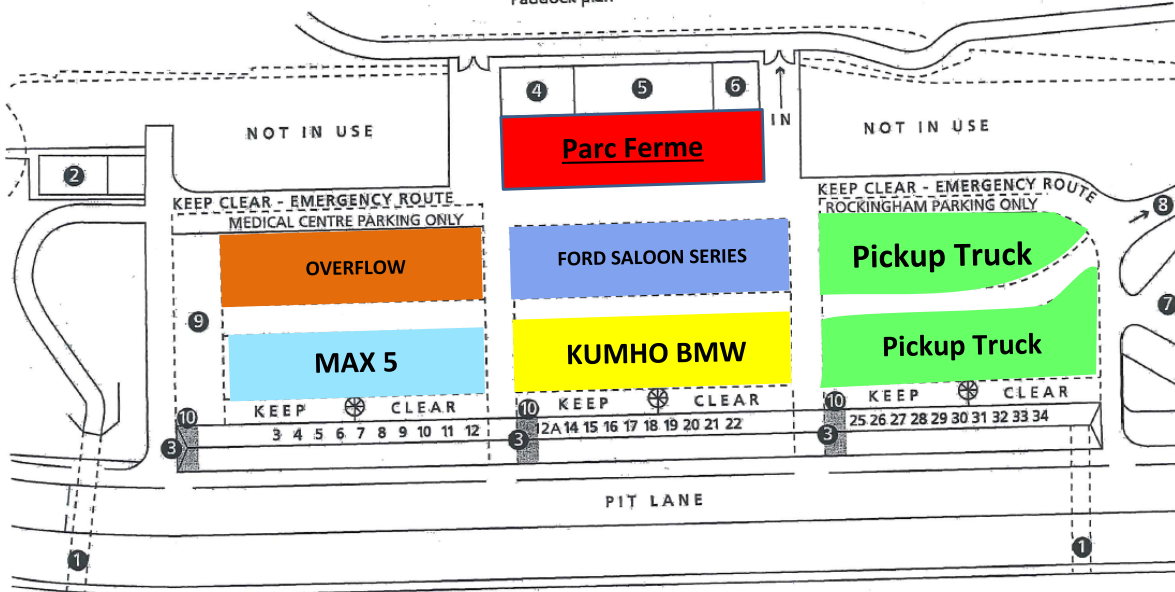 Paddock plan
4 5 6
IN
NOT IN USE
NOT IN USE
Parc Ferme
2
KEEP CLEAR - EMERGENCY ROUTE
MEDICAL CENTRE PARKING ONLY
KEEP CLEAR - EMERGENCY ROUTE
ROCKINGHAM PARKING ONLY
8
OVERFLOW
FORD SALOON SERIES
Pickup Truck
7
9
MAX 5
KUMHO BMW
Pickup Truck
KEEP CLEAR
KEEP CLEAR
KEEP CLEAR
10
10
10
3 4 5 6 7 8 9 10 11 12
12A 14 15 16 17 18 19 20 21 22
25 26 27 28 29 30 31 32 33 34
3
3
3
PIT LANE
1
1